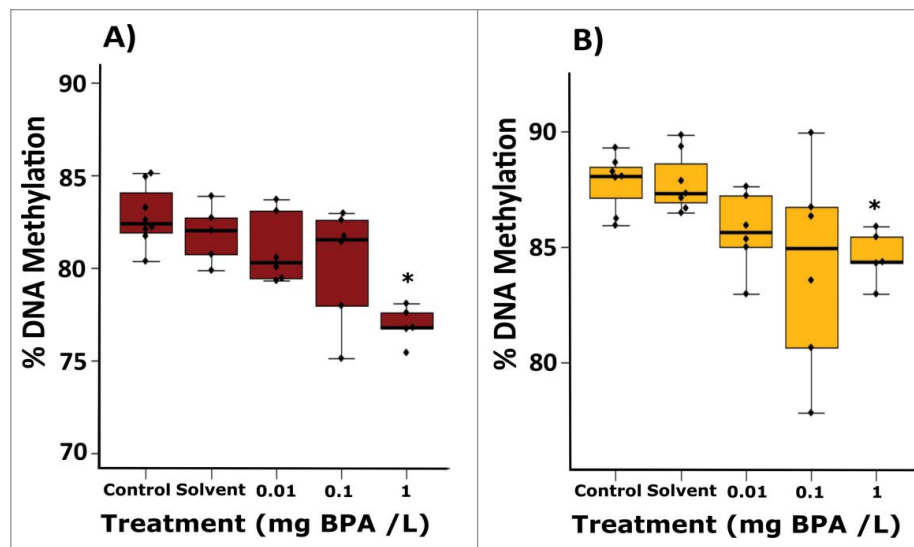 A)
% DNA Methylation
90
85
80
75
70
*
Control Solvent 0.01 0.1 1
Treatment (mg BPA /L)
B)
% DNA Methylation
90
85
80
*
Control Solvent 0.01 0.1 1
Treatment (mg BPA /L)